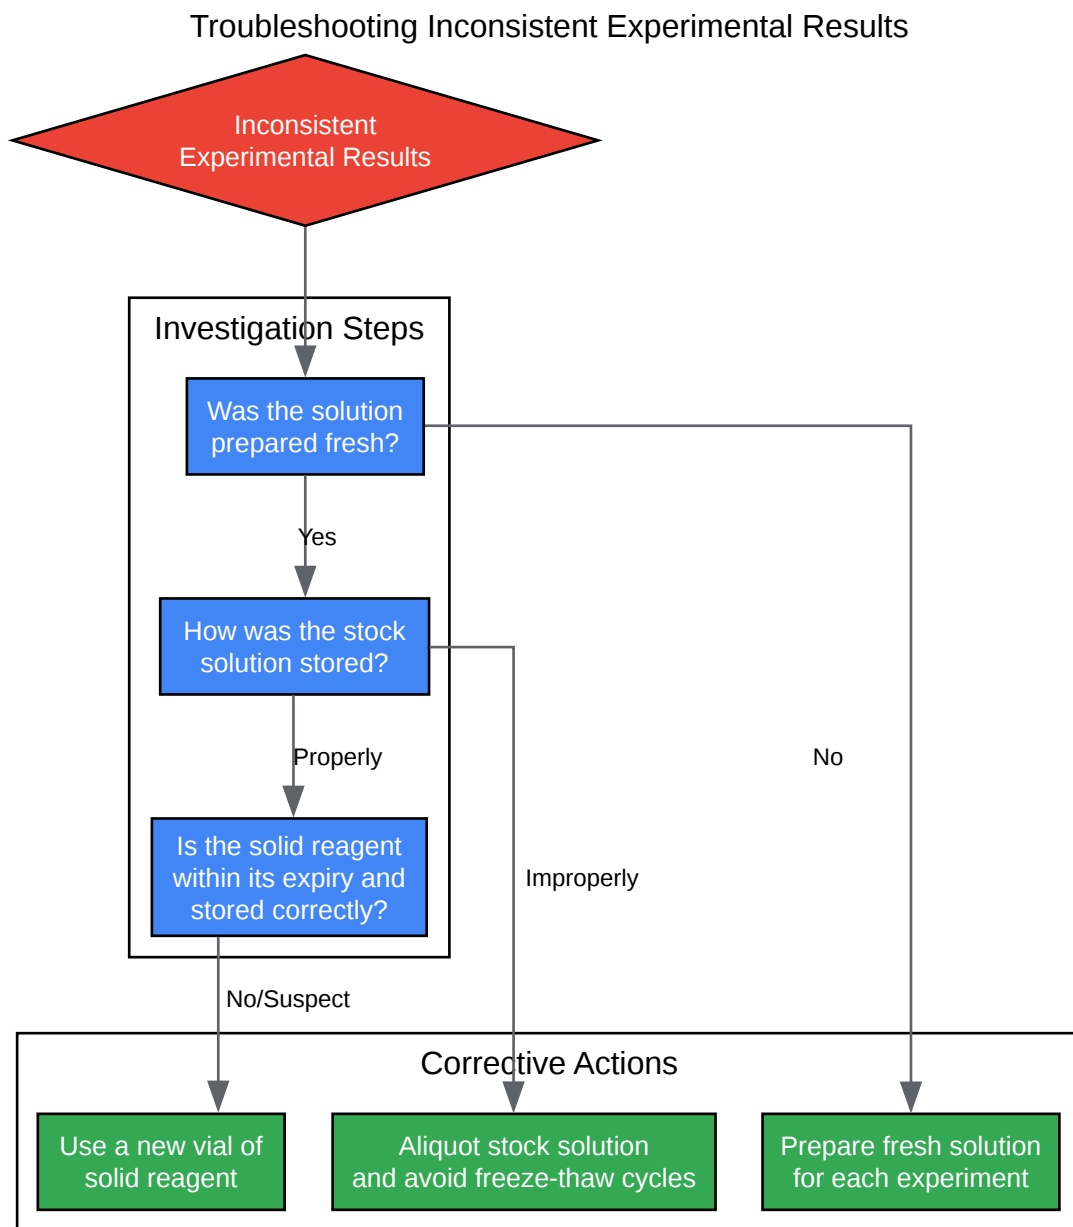 Troubleshooting Inconsistent Experimental Results
Inconsistent
Experimental Results
Investigation Steps
Was the solution
prepared fresh?
Yes
How was the stock
solution stored?
Properly
No
Is the solid reagent
within its expiry and
stored correctly?
Improperly
No/Suspect
Corrective Actions
Use a new vial of
solid reagent
Aliquot stock solution
and avoid freeze-thaw cycles
Prepare fresh solution
for each experiment